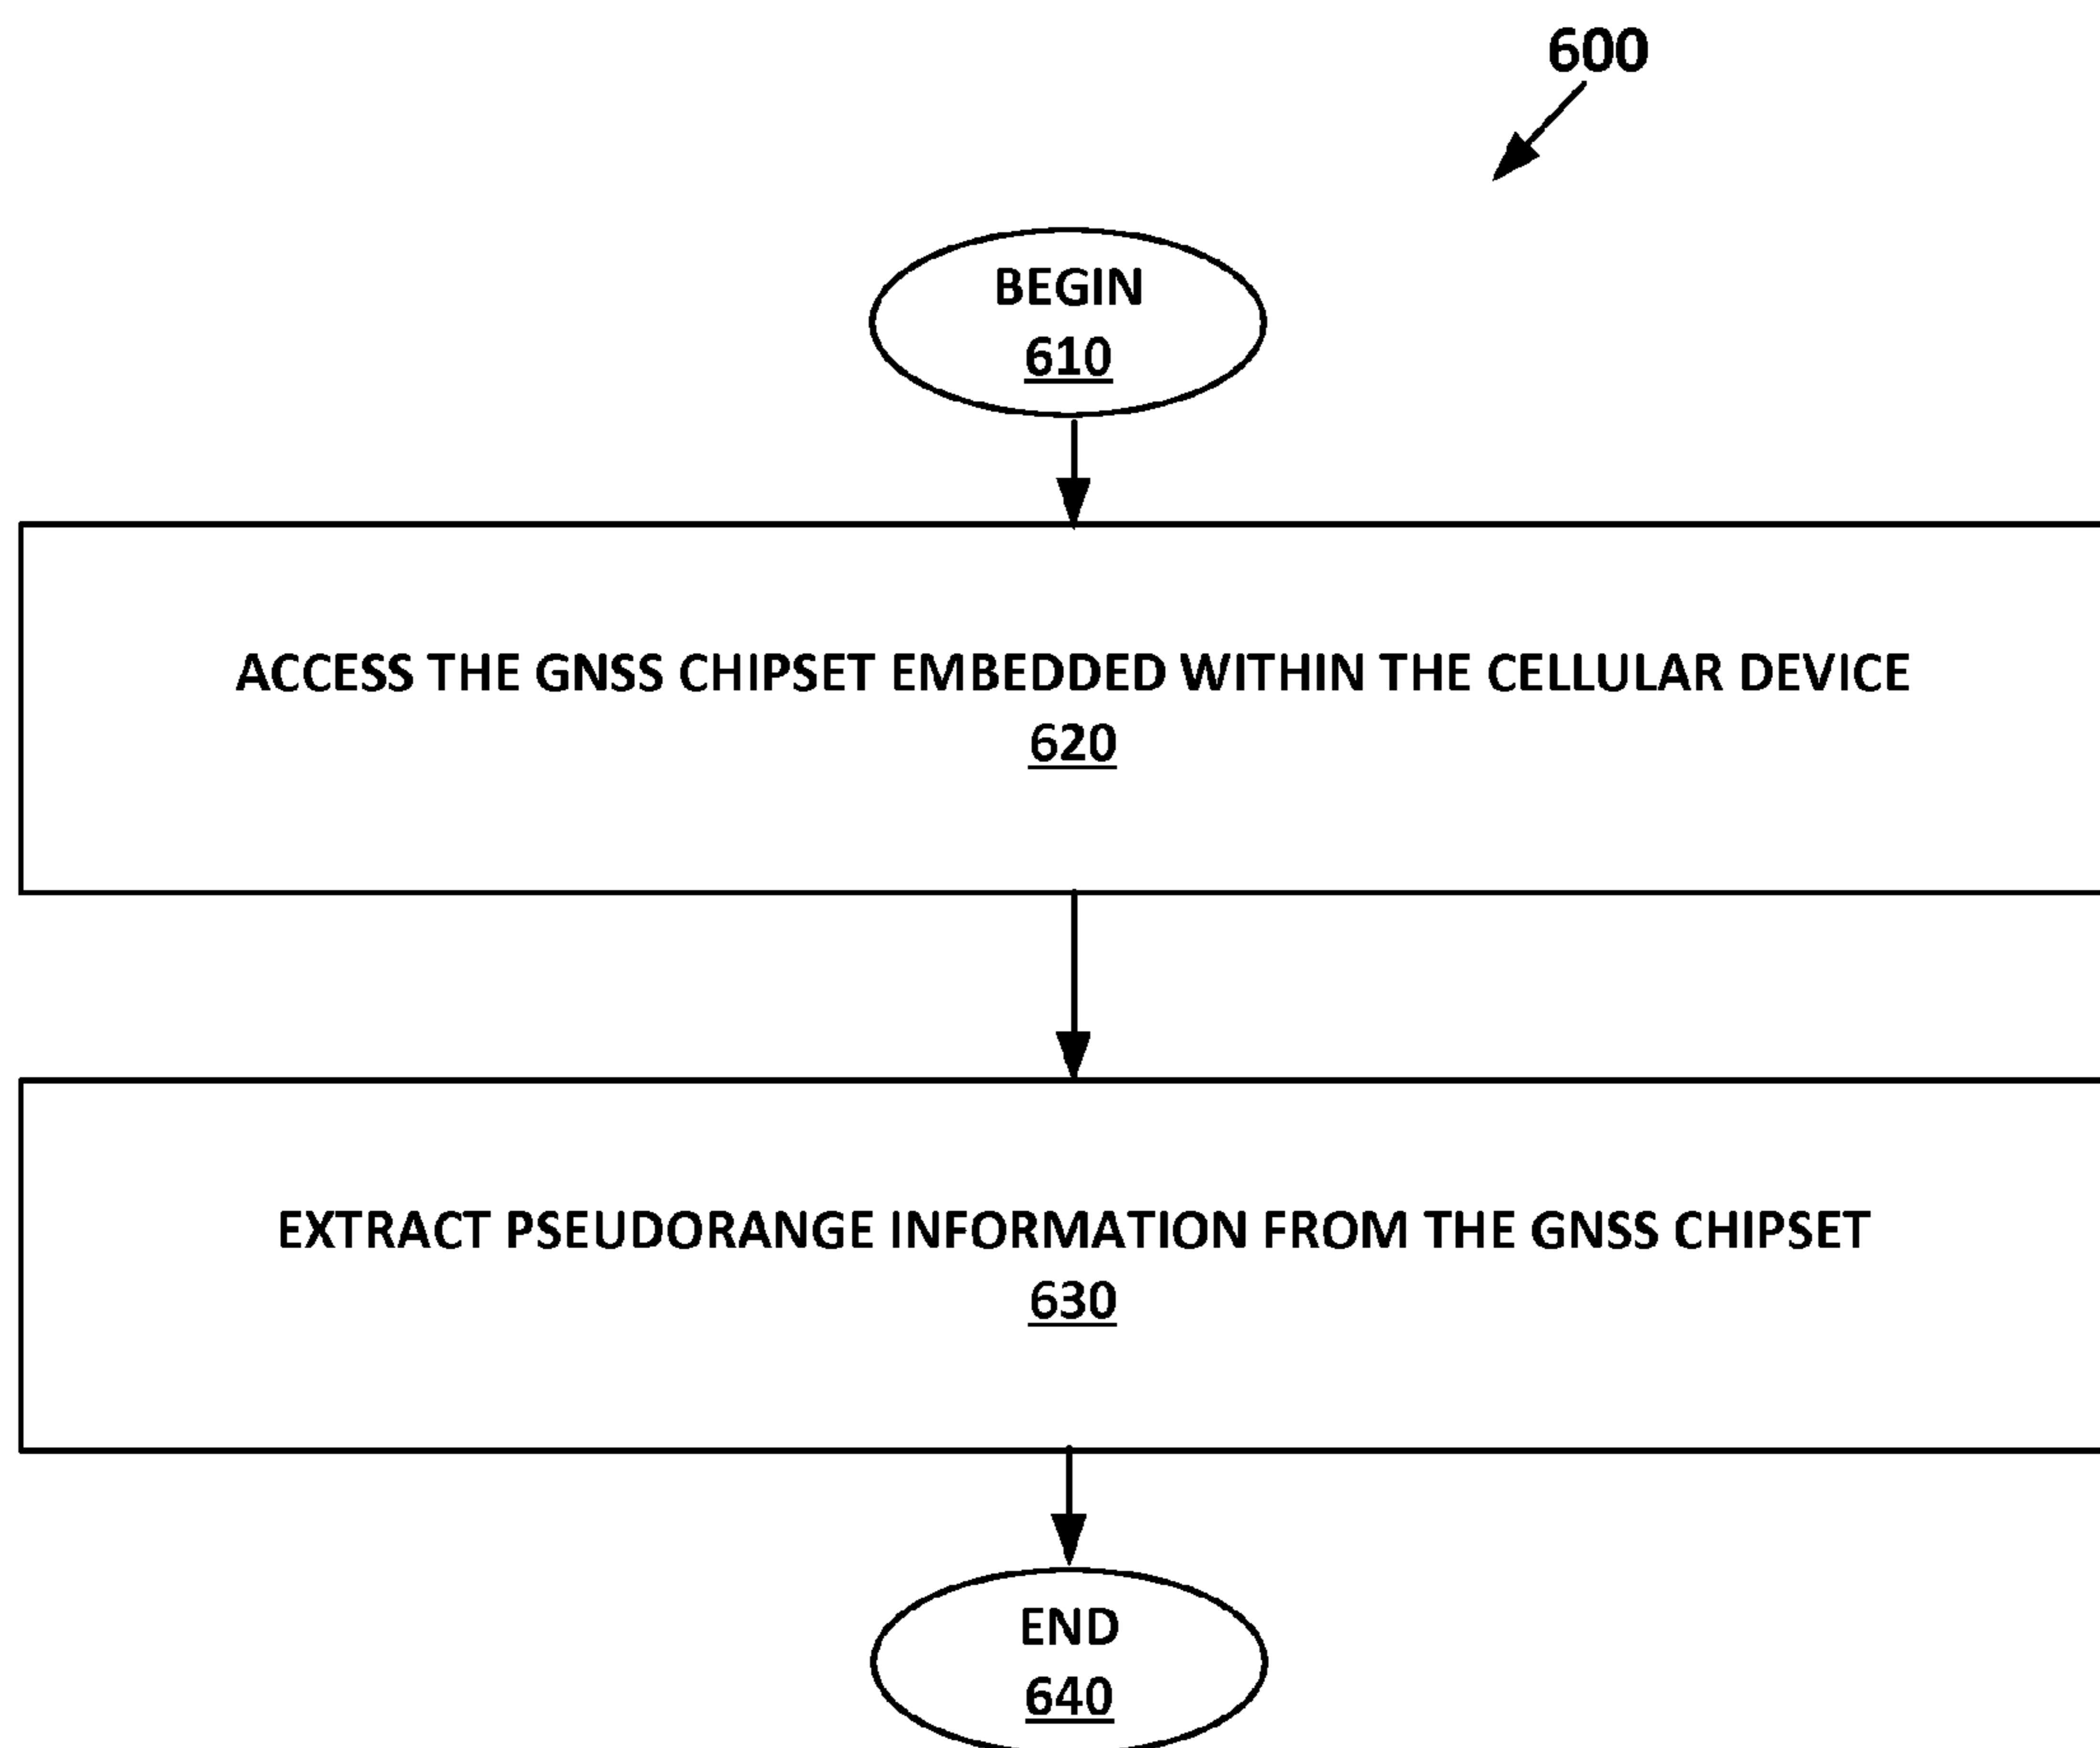 600
BEGIN
610
ACCESS THE GNSS CHIPSET EMBEDDED WITHIN THE CELLULAR DEVICE
620
EXTRACT PSEUDORANGE INFORMATION FROM THE GNSS CHIPSET
630
END
640